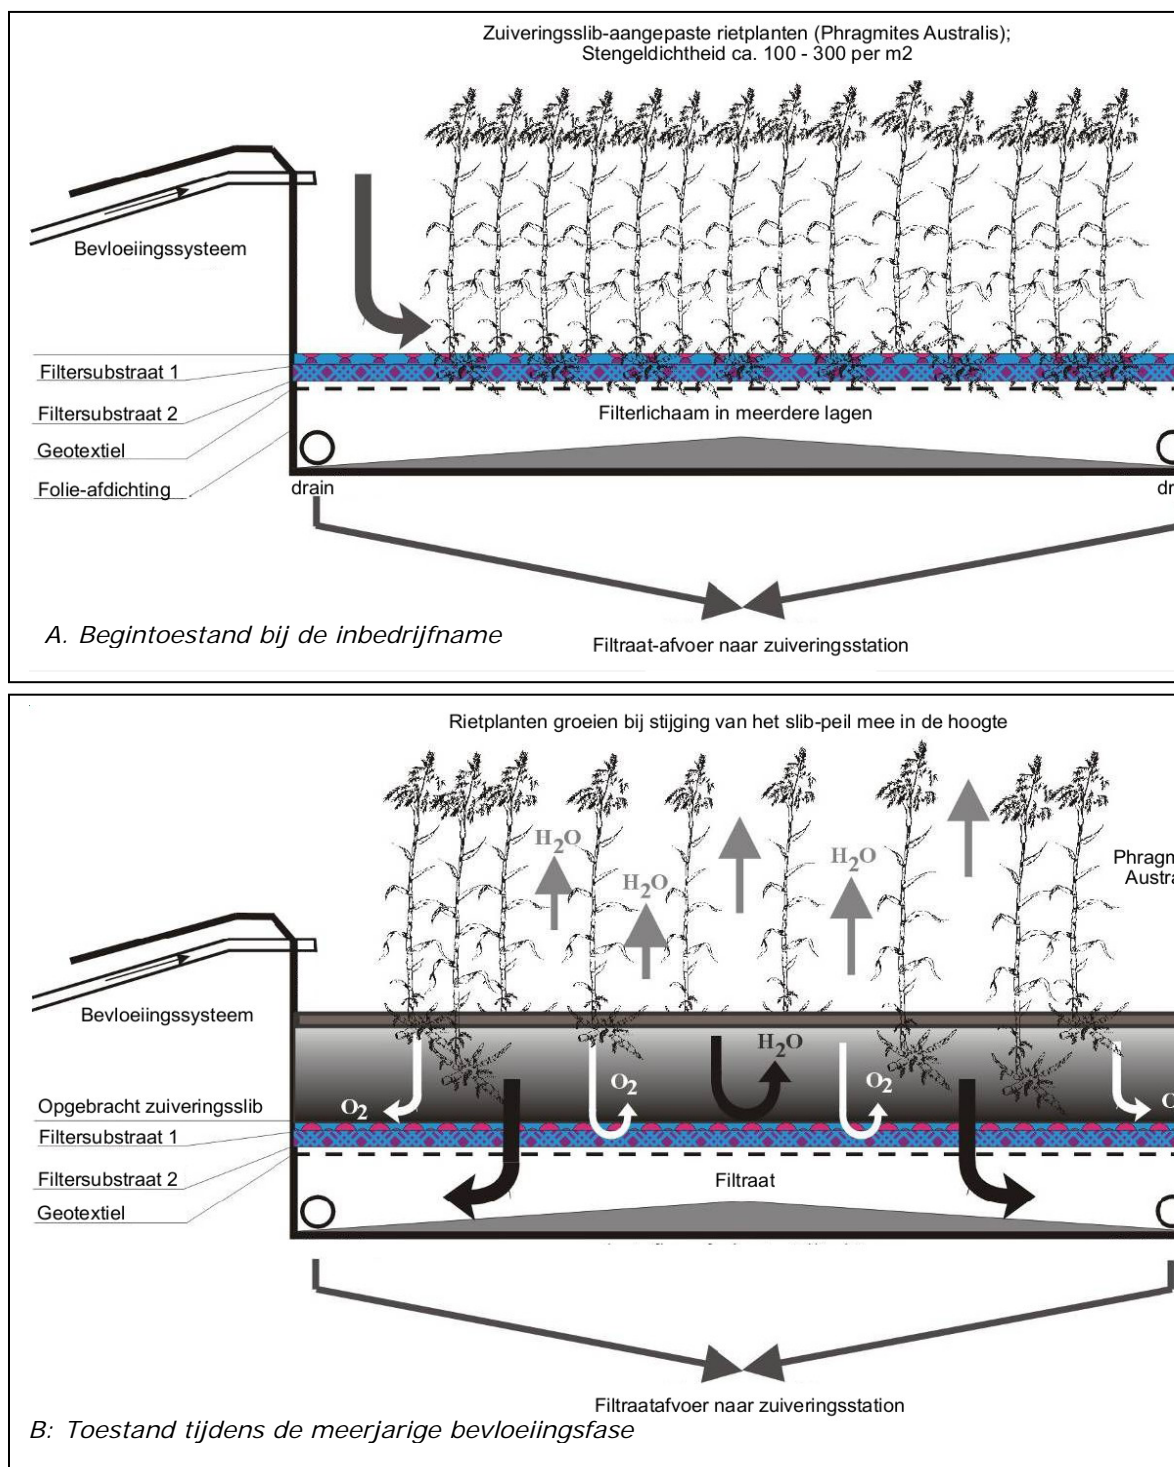 Zuiveringsslib-aangepaste rietplanten (Phragmites Australis);
Stengeldichtheid ca. 100 - 300 per m2
Bevloeiingssysteem
Filtersubstraat 1
Filtersubstraat 2
Filterlichaam in meerdere lagen
Geotextiel
Folie-afdichting
drain
dr
A. Begintoestand bij de inbedrijfname
Filtraat-afvoer naar zuiveringsstation
Rietplanten groeien bij stijging van het slib-peil mee in de hoogte
H2O
H2O
H2O
Phragm
Austra
Bevloeiingssysteem
H2O
O2
O2
O2
O
Opgebracht zuiveringsslib
Filtersubstraat 1
Filtersubstraat 2
Filtraat
Geotextiel
Filtraatafvoer naar zuiveringsstation
B: Toestand tijdens de meerjarige bevloeiingsfase